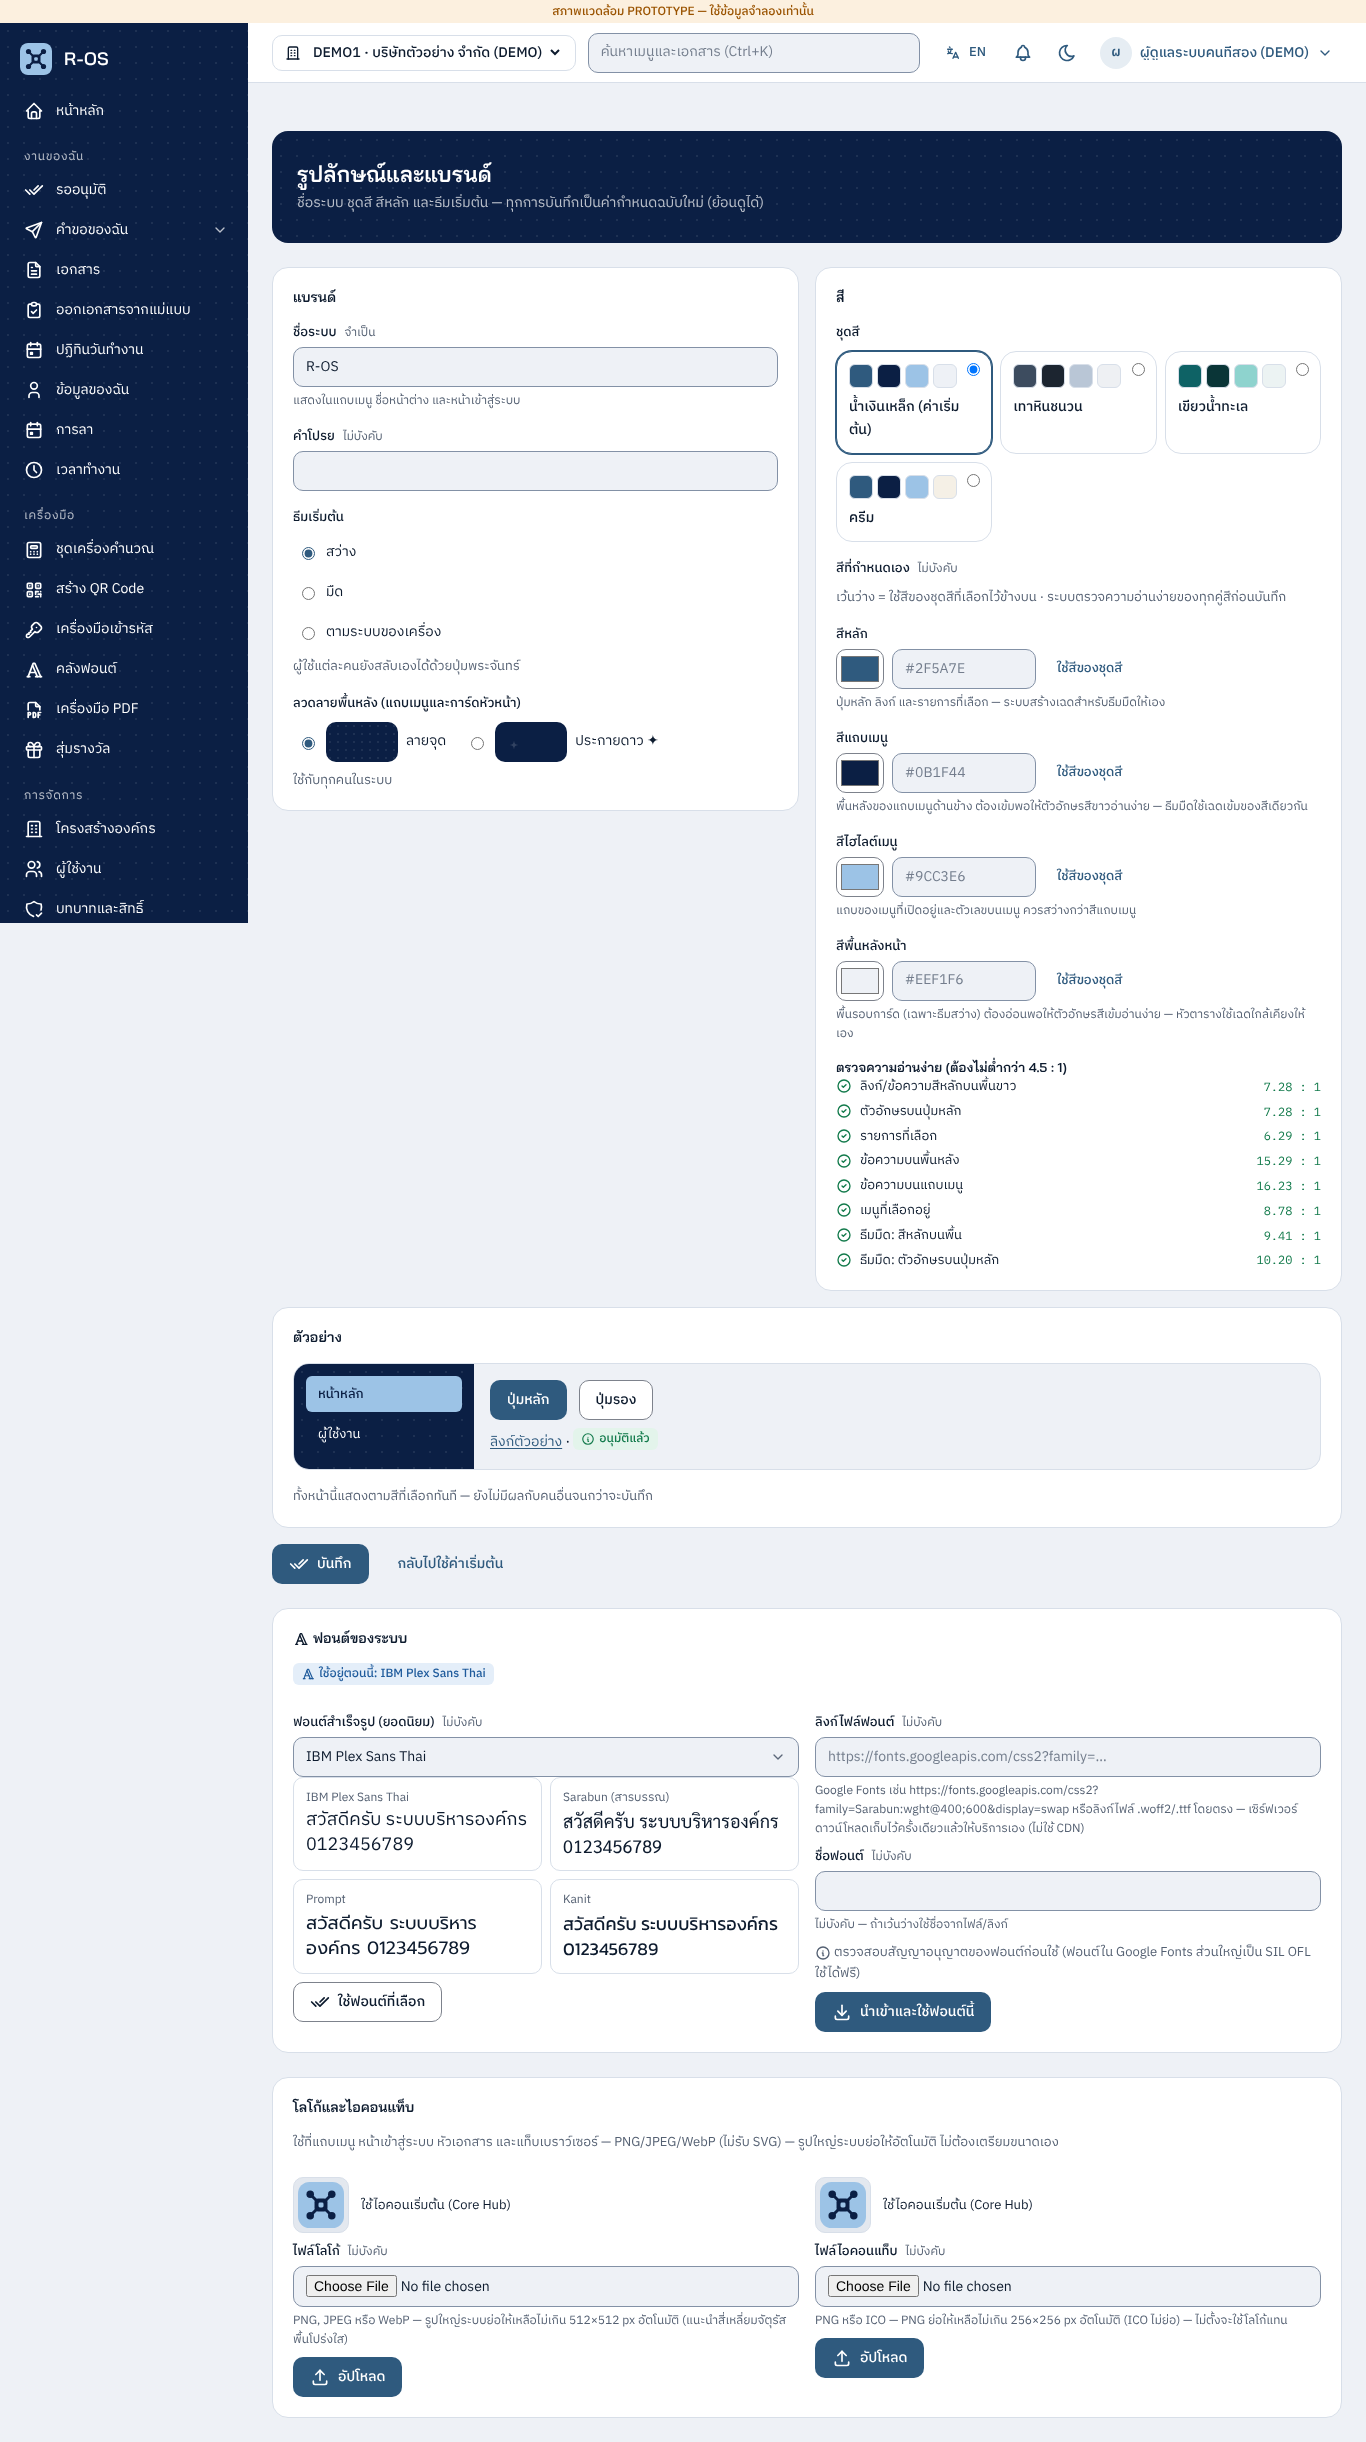 สภาพแวดล้อม PROTOTYPE — ใช้ข้อมูลจำลองเท่านั้น
R-OS
หน้าหลัก
งานของฉัน
รออนุมัติ
คำขอของฉัน
เอกสาร
ออกเอกสารจากแม่แบบ
ปฏิทินวันทำงาน
ข้อมูลของฉัน
การลา
เวลาทำงาน
เครื่องมือ
ชุดเครื่องคำนวณ
สร้าง QR Code
เครื่องมือเข้ารหัส
คลังฟอนต์
เครื่องมือ PDF
สุ่มรางวัล
การจัดการ
โครงสร้างองค์กร
ผู้ใช้งาน
บทบาทและสิทธิ์
DEMO1 · บริษัทตัวอย่าง จำกัด (DEMO)
ค้นหาเมนูและเอกสาร (Ctrl+K)
EN
ผ
ผู้ดูแลระบบคนที่สอง (DEMO)
รูปลักษณ์และแบรนด์
ชื่อระบบ ชุดสี สีหลัก และธีมเริ่มต้น — ทุกการบันทึกเป็นค่ากำหนดฉบับใหม่ (ย้อนดูได้)
แบรนด์
ชื่อระบบ จำเป็น
R-OS
แสดงในแถบเมนู ชื่อหน้าต่าง และหน้าเข้าสู่ระบบ
คำโปรย ไม่บังคับ
ธีมเริ่มต้น
สว่าง
มืด
ตามระบบของเครื่อง
ผู้ใช้แต่ละคนยังสลับเองได้ด้วยปุ่มพระจันทร์
ลวดลายพื้นหลัง (แถบเมนูและการ์ดหัวหน้า)
ลายจุด
ประกายดาว ✦
ใช้กับทุกคนในระบบ
สี
ชุดสี
น้ำเงินเหล็ก (ค่าเริ่ม
ต้น)
เทาหินชนวน
เขียวน้ำทะเล
ครีม
สีที่กำหนดเอง ไม่บังคับ
เว้นว่าง = ใช้สีของชุดสีที่เลือกไว้ข้างบน · ระบบตรวจความอ่านง่ายของทุกคู่สีก่อนบันทึก
สีหลัก
#2F5A7E
ใช้สีของชุดสี
ปุ่มหลัก ลิงก์ และรายการที่เลือก — ระบบสร้างเฉดสำหรับธีมมืดให้เอง
สีแถบเมนู
#0B1F44
ใช้สีของชุดสี
พื้นหลังของแถบเมนูด้านข้าง ต้องเข้มพอให้ตัวอักษรสีขาวอ่านง่าย — ธีมมืดใช้เฉดเข้มของสีเดียวกัน
สีไฮไลต์เมนู
#9CC3E6
ใช้สีของชุดสี
แถบของเมนูที่เปิดอยู่และตัวเลขบนเมนู ควรสว่างกว่าสีแถบเมนู
สีพื้นหลังหน้า
#EEF1F6
ใช้สีของชุดสี
พื้นรอบการ์ด (เฉพาะธีมสว่าง) ต้องอ่อนพอให้ตัวอักษรสีเข้มอ่านง่าย — หัวตารางใช้เฉดใกล้เคียงให้
เอง
ตรวจความอ่านง่าย (ต้องไม่ต่ำกว่า 4.5 : 1)
ลิงก์/ข้อความสีหลักบนพื้นขาว 7.28 : 1
ตัวอักษรบนปุ่มหลัก 7.28 : 1
รายการที่เลือก 6.29 : 1
ข้อความบนพื้นหลัง 15.29 : 1
ข้อความบนแถบเมนู 16.23 : 1
เมนูที่เลือกอยู่ 8.78 : 1
ธีมมืด: สีหลักบนพื้น 9.41 : 1
ธีมมืด: ตัวอักษรบนปุ่มหลัก 10.20 : 1
ตัวอย่าง
หน้าหลัก
ผู้ใช้งาน
ปุ่มหลัก
ปุ่มรอง
ลิงก์ตัวอย่าง · อนุมัติแล้ว
ทั้งหน้านี้แสดงตามสีที่เลือกทันที — ยังไม่มีผลกับคนอื่นจนกว่าจะบันทึก
บันทึก
กลับไปใช้ค่าเริ่มต้น
ฟอนต์ของระบบ
ใช้อยู่ตอนนี้: IBM Plex Sans Thai
ฟอนต์สำเร็จรูป (ยอดนิยม) ไม่บังคับ
IBM Plex Sans Thai
IBM Plex Sans Thai
สวัสดีครับ ระบบบริหารองค์กร
0123456789
Sarabun (สารบรรณ)
สวัสดีครับ ระบบบริหารองค์กร
0123456789
Prompt
สวัสดีครับ ระบบบริหาร
องค์กร 0123456789
Kanit
สวัสดีครับ ระบบบริหารองค์กร
0123456789
ใช้ฟอนต์ที่เลือก
ลิงก์ไฟล์ฟอนต์ ไม่บังคับ
https://fonts.googleapis.com/css2?family=...
Google Fonts เช่น https://fonts.googleapis.com/css2?
family=Sarabun:wght@400;600&display=swap หรือลิงก์ไฟล์ .woff2/.ttf โดยตรง — เซิร์ฟเวอร์
ดาวน์โหลดเก็บไว้ครั้งเดียวแล้วให้บริการเอง (ไม่ใช้ CDN)
ชื่อฟอนต์ ไม่บังคับ
ไม่บังคับ — ถ้าเว้นว่างใช้ชื่อจากไฟล์/ลิงก์
ตรวจสอบสัญญาอนุญาตของฟอนต์ก่อนใช้ (ฟอนต์ใน Google Fonts ส่วนใหญ่เป็น SIL OFL
ใช้ได้ฟรี)
นำเข้าและใช้ฟอนต์นี้
โลโก้และไอคอนแท็บ
ใช้ที่แถบเมนู หน้าเข้าสู่ระบบ หัวเอกสาร และแท็บเบราว์เซอร์ — PNG/JPEG/WebP (ไม่รับ SVG) — รูปใหญ่ระบบย่อให้อัตโนมัติ ไม่ต้องเตรียมขนาดเอง
ใช้ไอคอนเริ่มต้น (Core Hub)
ไฟล์โลโก้ ไม่บังคับ
Choose File No file chosen
PNG, JPEG หรือ WebP — รูปใหญ่ระบบย่อให้เหลือไม่เกิน 512×512 px อัตโนมัติ (แนะนำสี่เหลี่ยมจัตุรัส
พื้นโปร่งใส)
อัปโหลด
ใช้ไอคอนเริ่มต้น (Core Hub)
ไฟล์ไอคอนแท็บ ไม่บังคับ
Choose File No file chosen
PNG หรือ ICO — PNG ย่อให้เหลือไม่เกิน 256×256 px อัตโนมัติ (ICO ไม่ย่อ) — ไม่ตั้งจะใช้โลโก้แทน
อัปโหลด